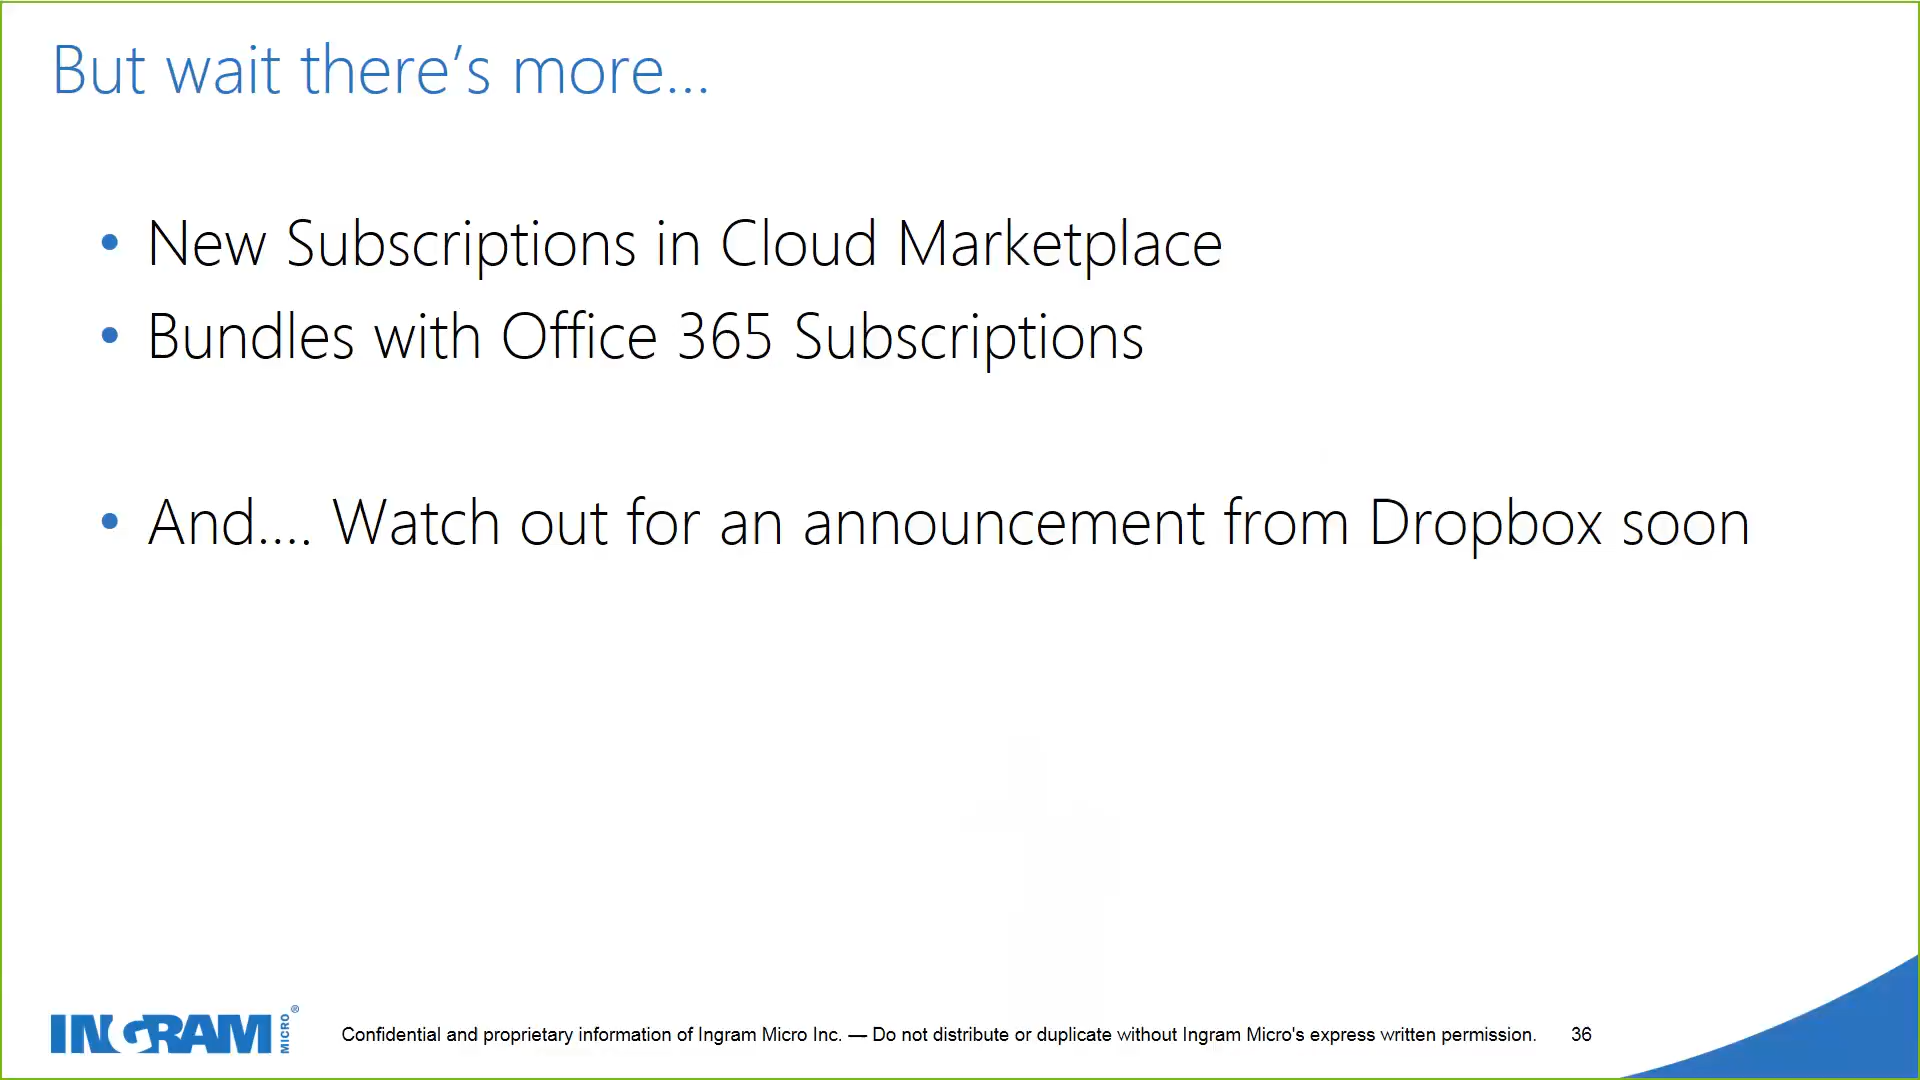 But wait there’s more…
• New Subscriptions in Cloud Marketplace
• Bundles with Office 365 Subscriptions
• And…. Watch out for an announcement from Dropbox soon
INGRAM MICRO®
Confidential and proprietary information of Ingram Micro Inc. — Do not distribute or duplicate without Ingram Micro's express written permission. 36